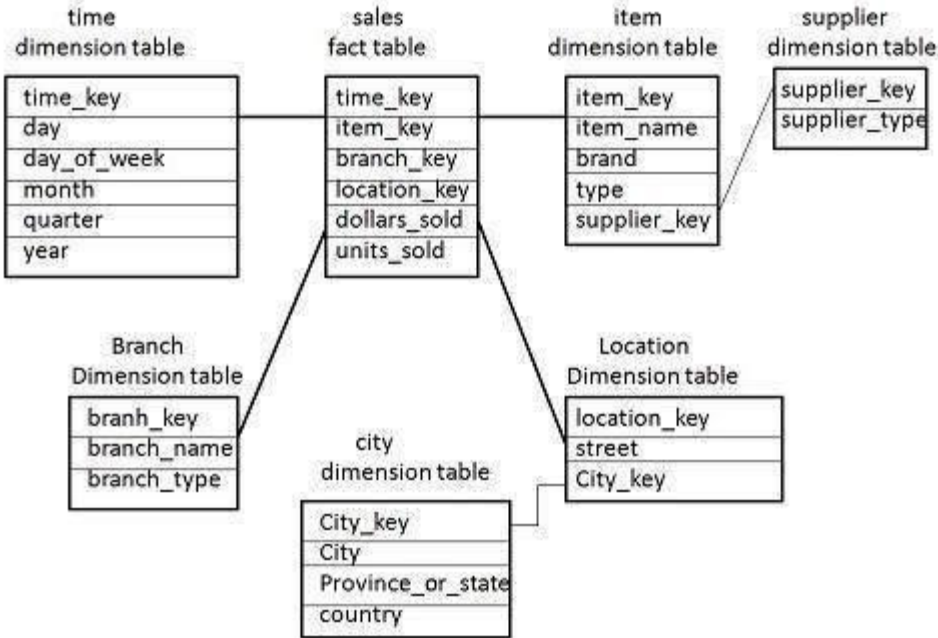 time
dimension table
time_key
day
day_of_week
month
quarter
year
sales
fact table
time_key
item_key
branch_key
location_key
dollars_sold
units_sold
item
dimension table
item_key
item_name
brand
type
supplier_key
supplier
dimension table
supplier_key
supplier_type
Branch
Dimension table
branh_key
branch_name
branch_type
city
dimension table
City_key
City
Province_or_state
country
Location
Dimension table
location_key
street
City_key